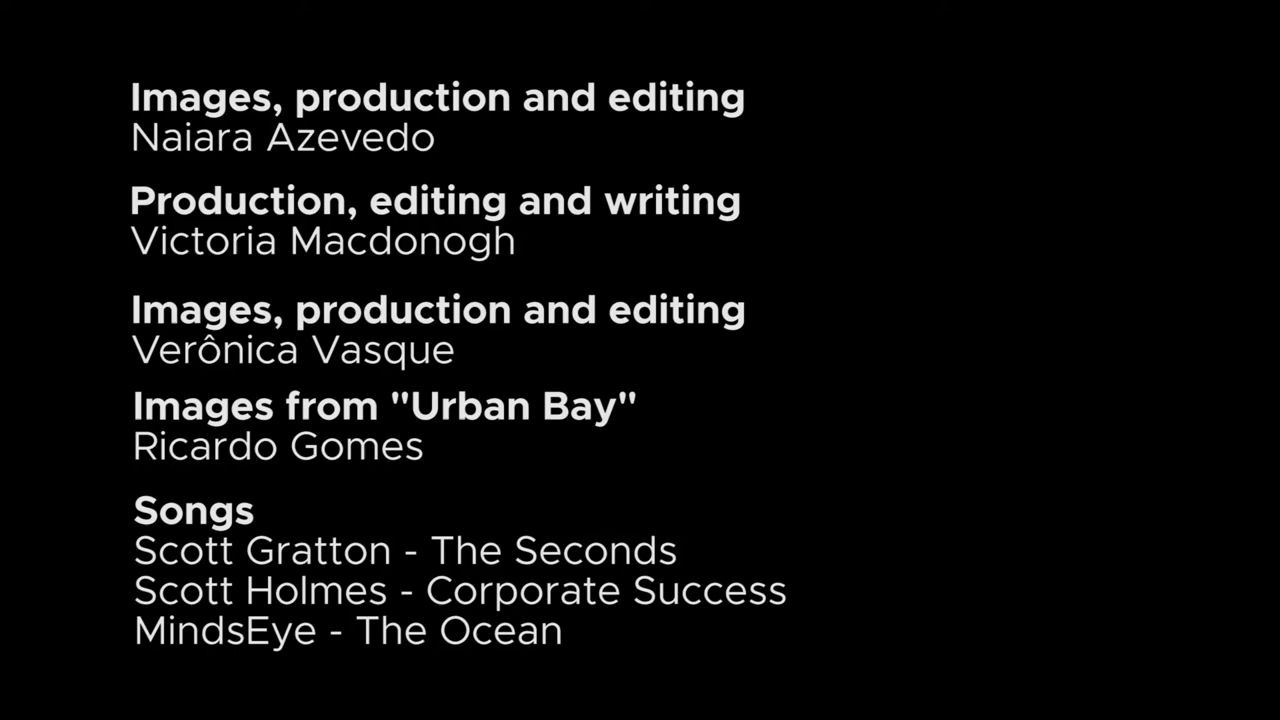 Images, production and editing
Naiara Azevedo
Production, editing and writing
Victoria Macdonogh
Images, production and editing
Verônica Vasque
Images from "Urban Bay"
Ricardo Gomes
Songs
Scott Gratton - The Seconds
Scott Holmes - Corporate Success
MindsEye - The Ocean